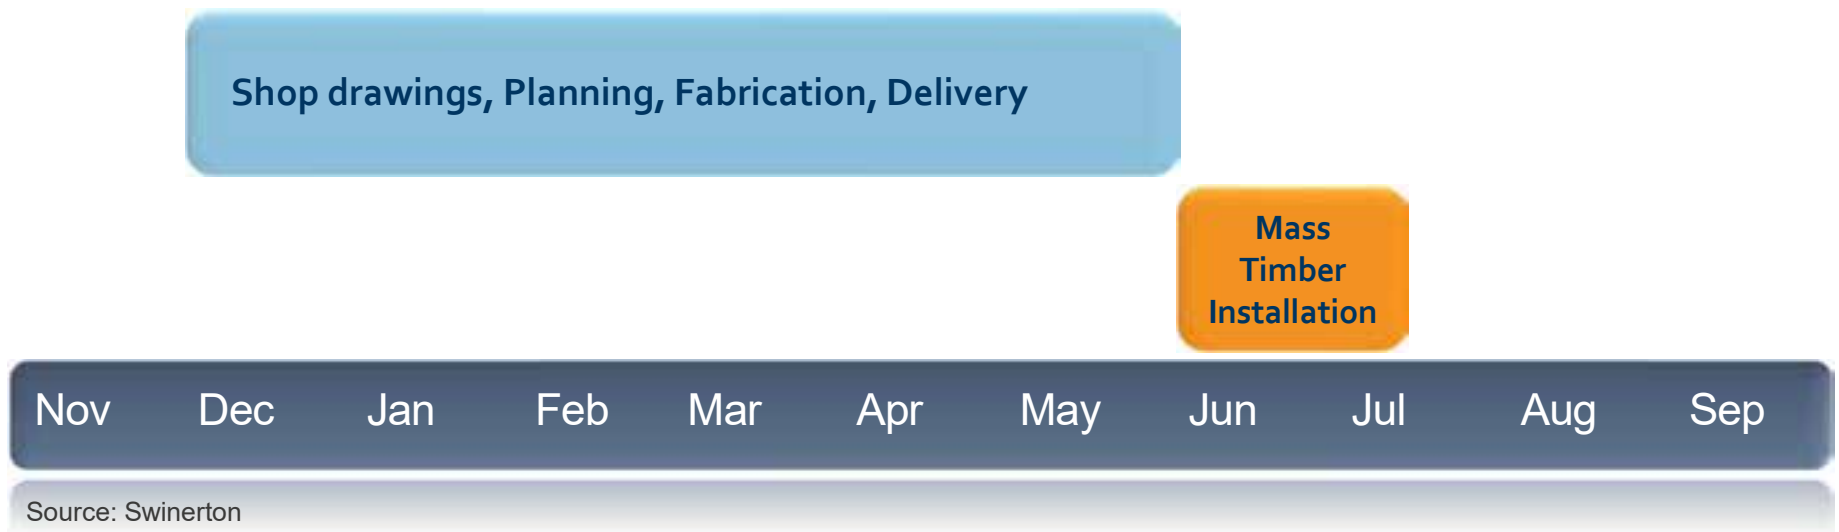 Shop drawings, Planning, Fabrication, Delivery
Mass
Timber
Installation
Nov Dec Jan Feb Mar Apr May Jun Jul Aug Sep
Source: Swinerton